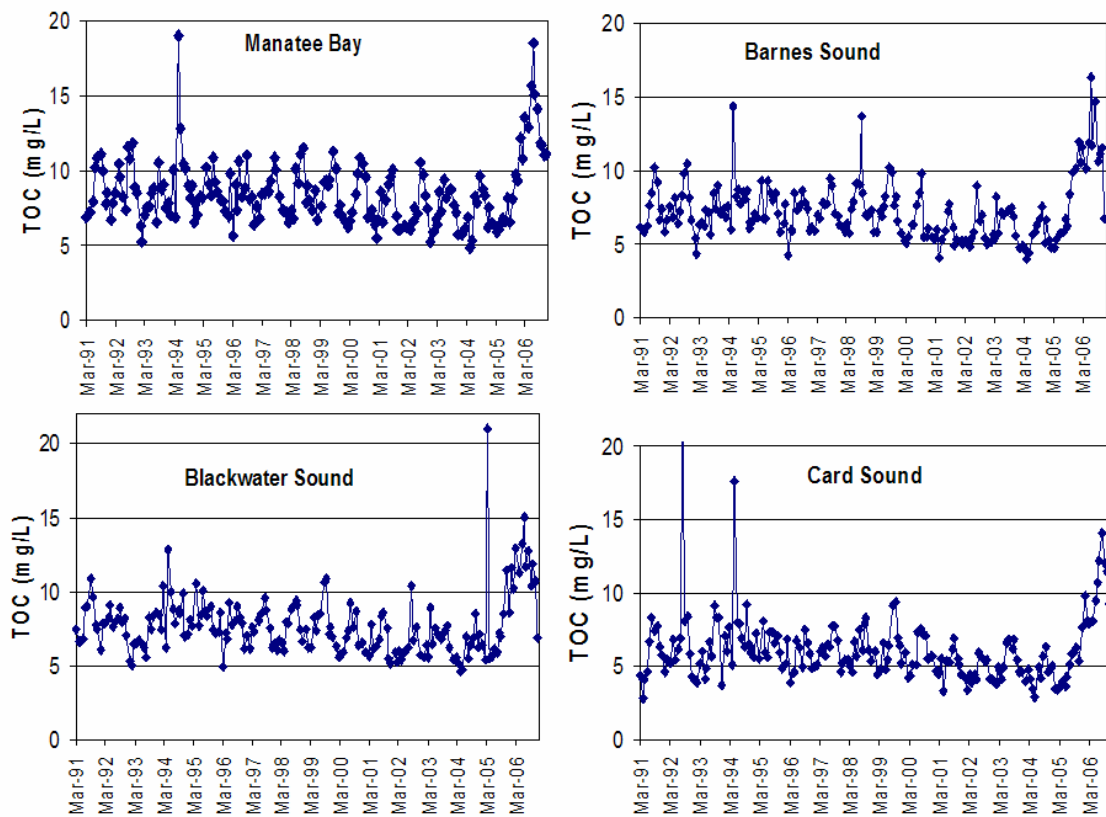 Manatee Bay
TOC (mg/L)
20
15
10
5
0
Mar-91
Mar-92
Mar-93
Mar-94
Mar-95
Mar-96
Mar-97
Mar-98
Mar-99
Mar-00
Mar-01
Mar-02
Mar-03
Mar-04
Mar-05
Mar-06
Barnes Sound
TOC (mg/L)
20
15
10
5
0
Mar-91
Mar-92
Mar-93
Mar-94
Mar-95
Mar-96
Mar-97
Mar-98
Mar-99
Mar-00
Mar-01
Mar-02
Mar-03
Mar-04
Mar-05
Mar-06
Blackwater Sound
TOC (mg/L)
20
15
10
5
0
Mar-91
Mar-92
Mar-93
Mar-94
Mar-95
Mar-96
Mar-97
Mar-98
Mar-99
Mar-00
Mar-01
Mar-02
Mar-03
Mar-04
Mar-05
Mar-06
Card Sound
TOC (mg/L)
20
15
10
5
0
Mar-91
Mar-92
Mar-93
Mar-94
Mar-95
Mar-96
Mar-97
Mar-98
Mar-99
Mar-00
Mar-01
Mar-02
Mar-03
Mar-04
Mar-05
Mar-06